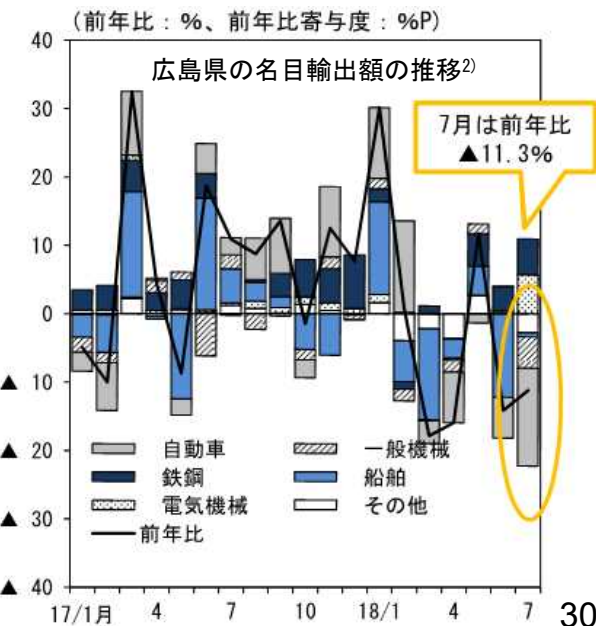 (前年比:%、前年比寄与度:%P)
広島県の名目輸出額の推移2)
7月は前年比
▲11.3%
40
30
20
10
0
▲ 10
▲ 20
▲ 30
▲ 40
自動車
一般機械
鉄鋼
船舶
電気機械
その他
前年比
17/1月 4 7 10 18/1 4 7
30